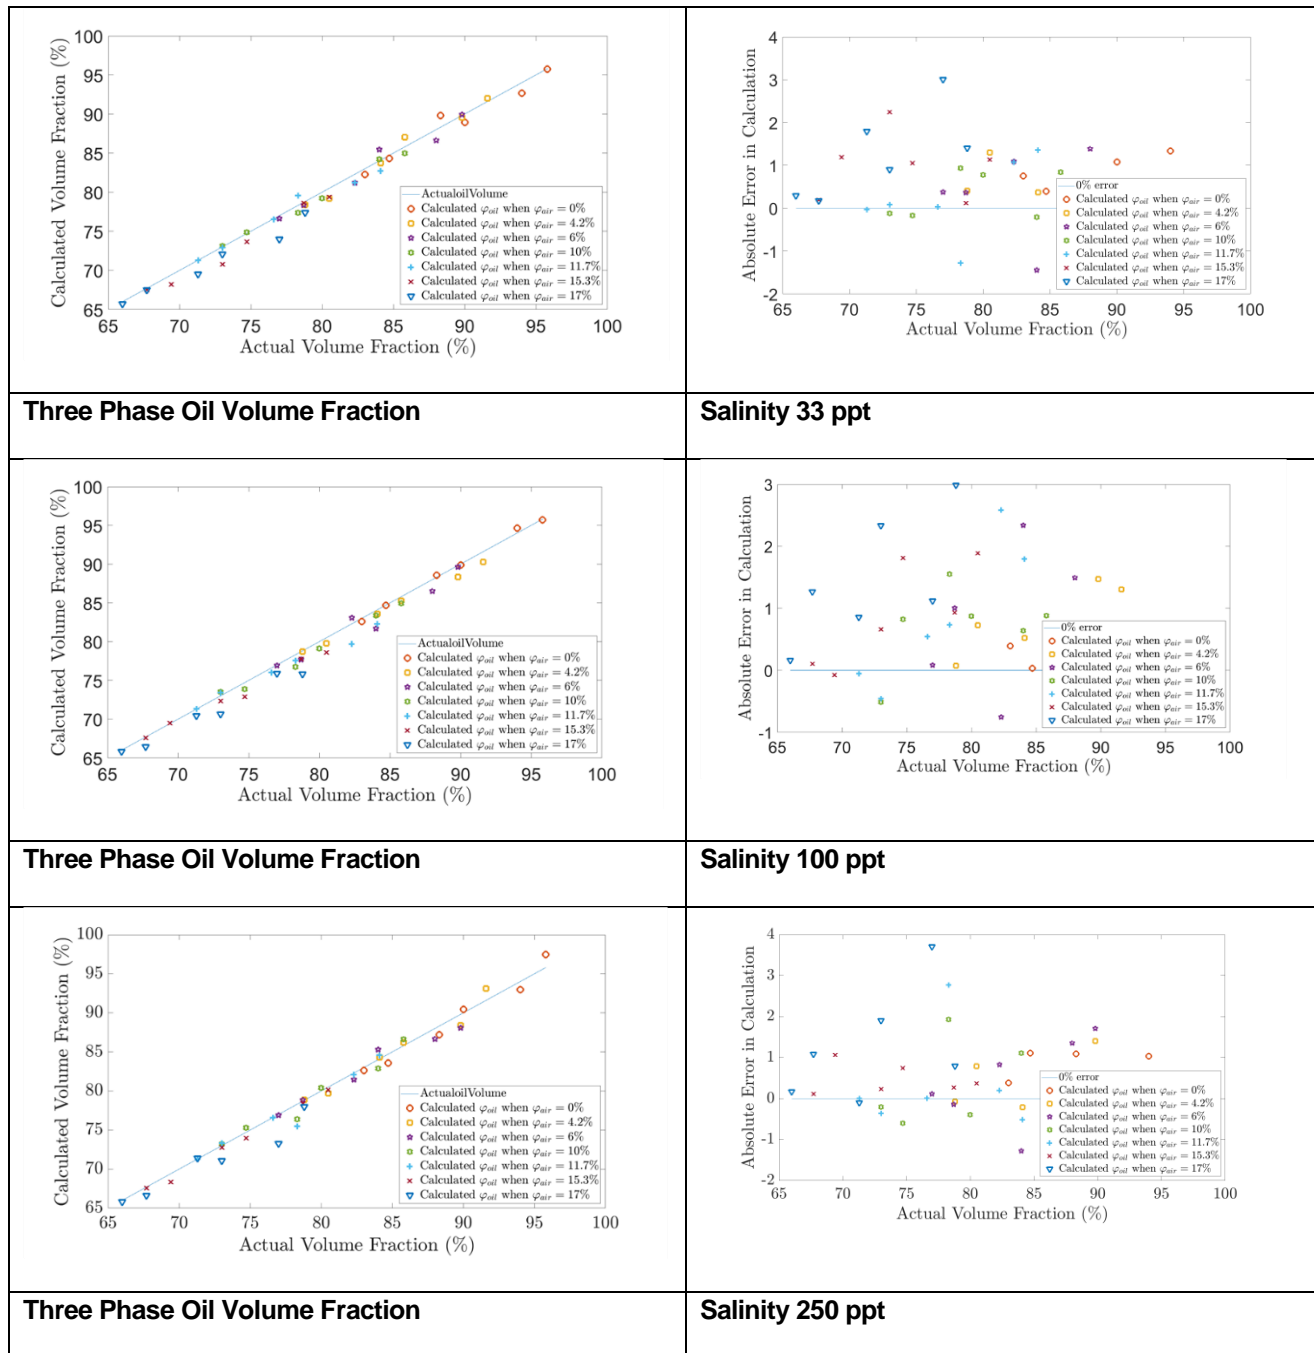 Calculated Volume Fraction (%)
100
95
90
85
80
75
70
65
65 70 75 80 85 90 95 100
Actual Volume Fraction (%)
ActualoilVolume
Calculated φoil when φair = 0%
Calculated φoil when φair = 4.2%
Calculated φoil when φair = 6%
Calculated φoil when φair = 10%
Calculated φoil when φair = 11.7%
Calculated φoil when φair = 15.3%
Calculated φoil when φair = 17%
Absolute Error in Calculation
4
3
2
1
0
-1
-2
65 70 75 80 85 90 95 100
Actual Volume Fraction (%)
0% error
Calculated φoil when φair = 0%
Calculated φoil when φair = 4.2%
Calculated φoil when φair = 6%
Calculated φoil when φair = 10%
Calculated φoil when φair = 11.7%
Calculated φoil when φair = 15.3%
Calculated φoil when φair = 17%
Three Phase Oil Volume Fraction
Salinity 33 ppt
Calculated Volume Fraction (%)
100
95
90
85
80
75
70
65
65 70 75 80 85 90 95 100
Actual Volume Fraction (%)
ActualoilVolume
Calculated φoil when φair = 0%
Calculated φoil when φair = 4.2%
Calculated φoil when φair = 6%
Calculated φoil when φair = 10%
Calculated φoil when φair = 11.7%
Calculated φoil when φair = 15.3%
Calculated φoil when φair = 17%
Absolute Error in Calculation
3
2
1
0
-1
65 70 75 80 85 90 95 100
Actual Volume Fraction (%)
0% error
Calculated φoil when φair = 0%
Calculated φoil when φair = 4.2%
Calculated φoil when φair = 6%
Calculated φoil when φair = 10%
Calculated φoil when φair = 11.7%
Calculated φoil when φair = 15.3%
Calculated φoil when φair = 17%
Three Phase Oil Volume Fraction
Salinity 100 ppt
Calculated Volume Fraction (%)
100
95
90
85
80
75
70
65
65 70 75 80 85 90 95 100
Actual Volume Fraction (%)
ActualoilVolume
Calculated φoil when φair = 0%
Calculated φoil when φair = 4.2%
Calculated φoil when φair = 6%
Calculated φoil when φair = 10%
Calculated φoil when φair = 11.7%
Calculated φoil when φair = 15.3%
Calculated φoil when φair = 17%
Absolute Error in Calculation
4
3
2
1
0
-1
-2
65 70 75 80 85 90 95 100
Actual Volume Fraction (%)
0% error
Calculated φoil when φair = 0%
Calculated φoil when φair = 4.2%
Calculated φoil when φair = 6%
Calculated φoil when φair = 10%
Calculated φoil when φair = 11.7%
Calculated φoil when φair = 15.3%
Calculated φoil when φair = 17%
Three Phase Oil Volume Fraction
Salinity 250 ppt